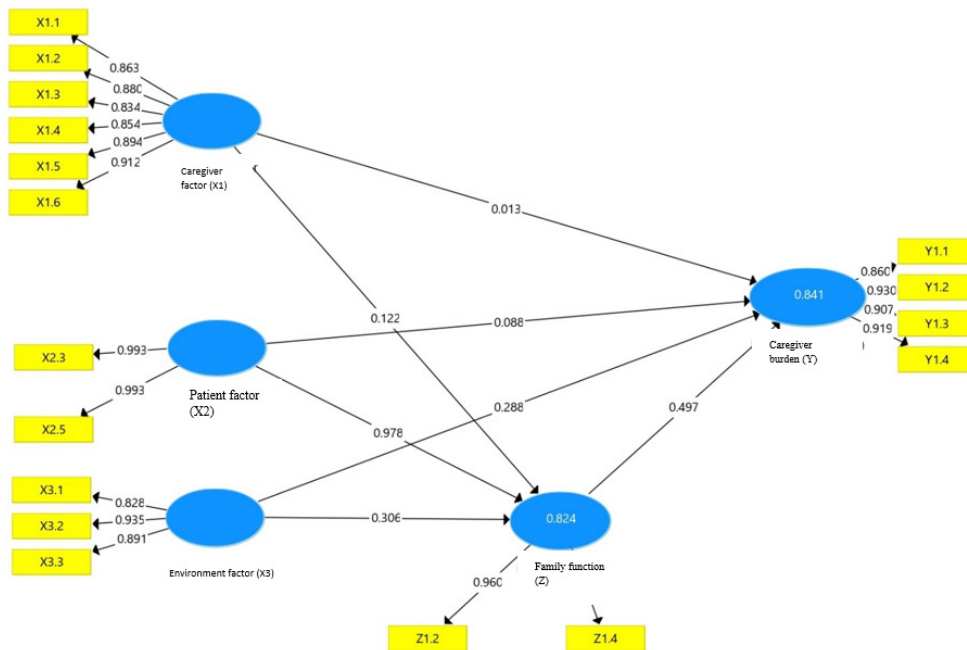 X1.1
X1.2
X1.3
X1.4
X1.5
X1.6
0.863
0.880
0.834
0.854
0.894
0.912
Caregiver
factor (X1)
0.013
0.122
X2.3
X2.5
0.993
0.993
Patient factor
(X2)
0.088
0.978
0.288
X3.1
X3.2
X3.3
0.828
0.935
0.891
Environment factor (X3)
0.306
0.841
Caregiver
burden (Y)
)
0.860
0.930
0.907
0.919
Y1.1
Y1.2
Y1.3
Y1.4
0.497
0.824
Family function
(Z)
0.960
Z1.2
Z1.4